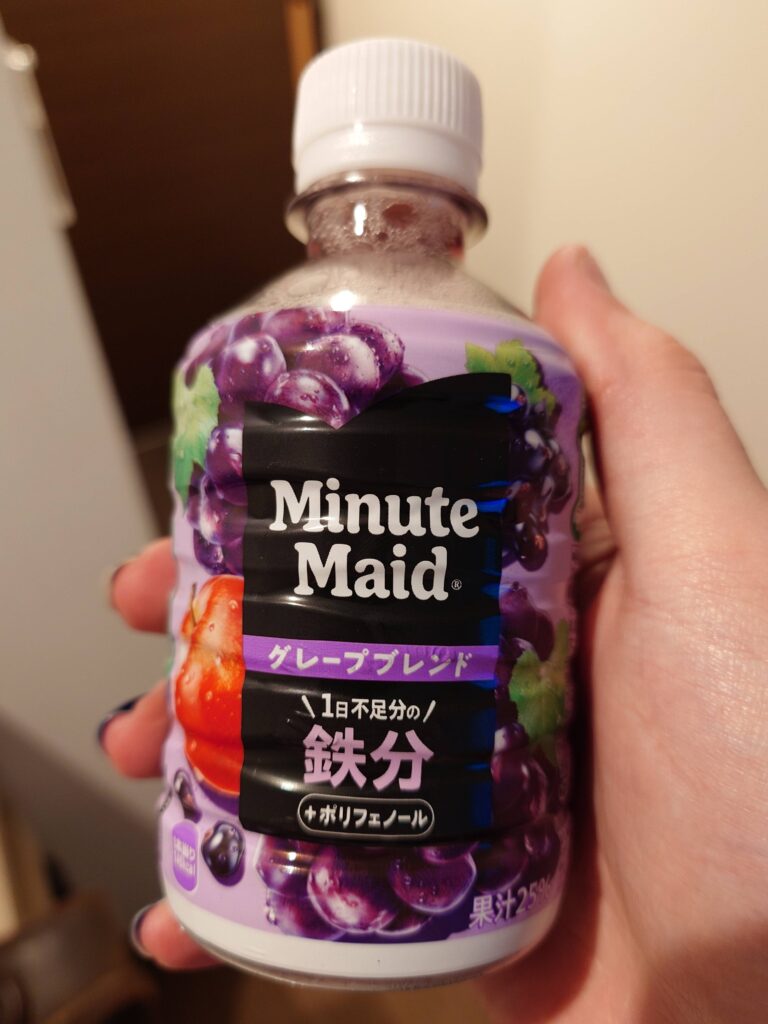 Minute
Maid®
グレープブレンド
\1日不足分の/
鉄分
+ポリフェノール
果汁25%